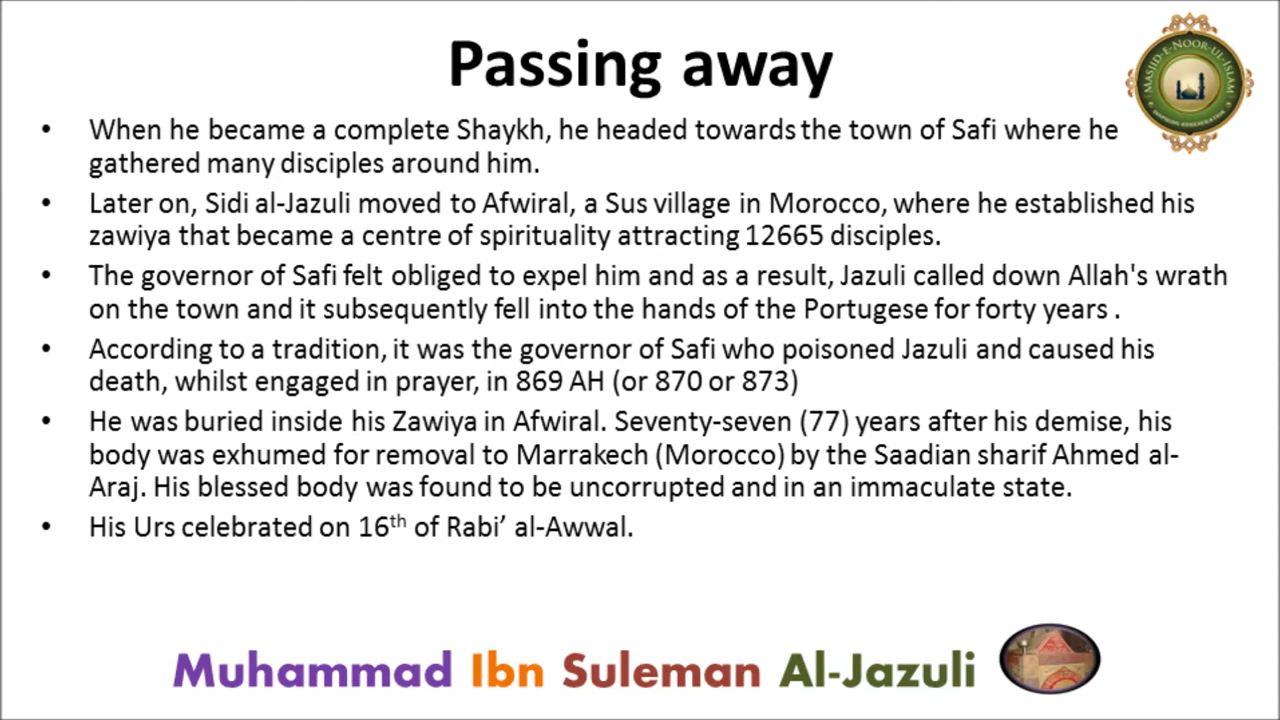 Passing away
MASJID-E-NOOR-UL-ISLAM
• When he became a complete Shaykh, he headed towards the town of Safi where he
gathered many disciples around him.
• Later on, Sidi al-Jazuli moved to Afwiral, a Sus village in Morocco, where he established his
zawiya that became a centre of spirituality attracting 12665 disciples.
• The governor of Safi felt obliged to expel him and as a result, Jazuli called down Allah's wrath
on the town and it subsequently fell into the hands of the Portugese for forty years .
• According to a tradition, it was the governor of Safi who poisoned Jazuli and caused his
death, whilst engaged in prayer, in 869 AH (or 870 or 873)
• He was buried inside his Zawiya in Afwiral. Seventy-seven (77) years after his demise, his
body was exhumed for removal to Marrakech (Morocco) by the Saadian sharif Ahmed al-
Araj. His blessed body was found to be uncorrupted and in an immaculate state.
• His Urs celebrated on 16th of Rabi’ al-Awwal.
Muhammad Ibn Suleman Al-Jazuli